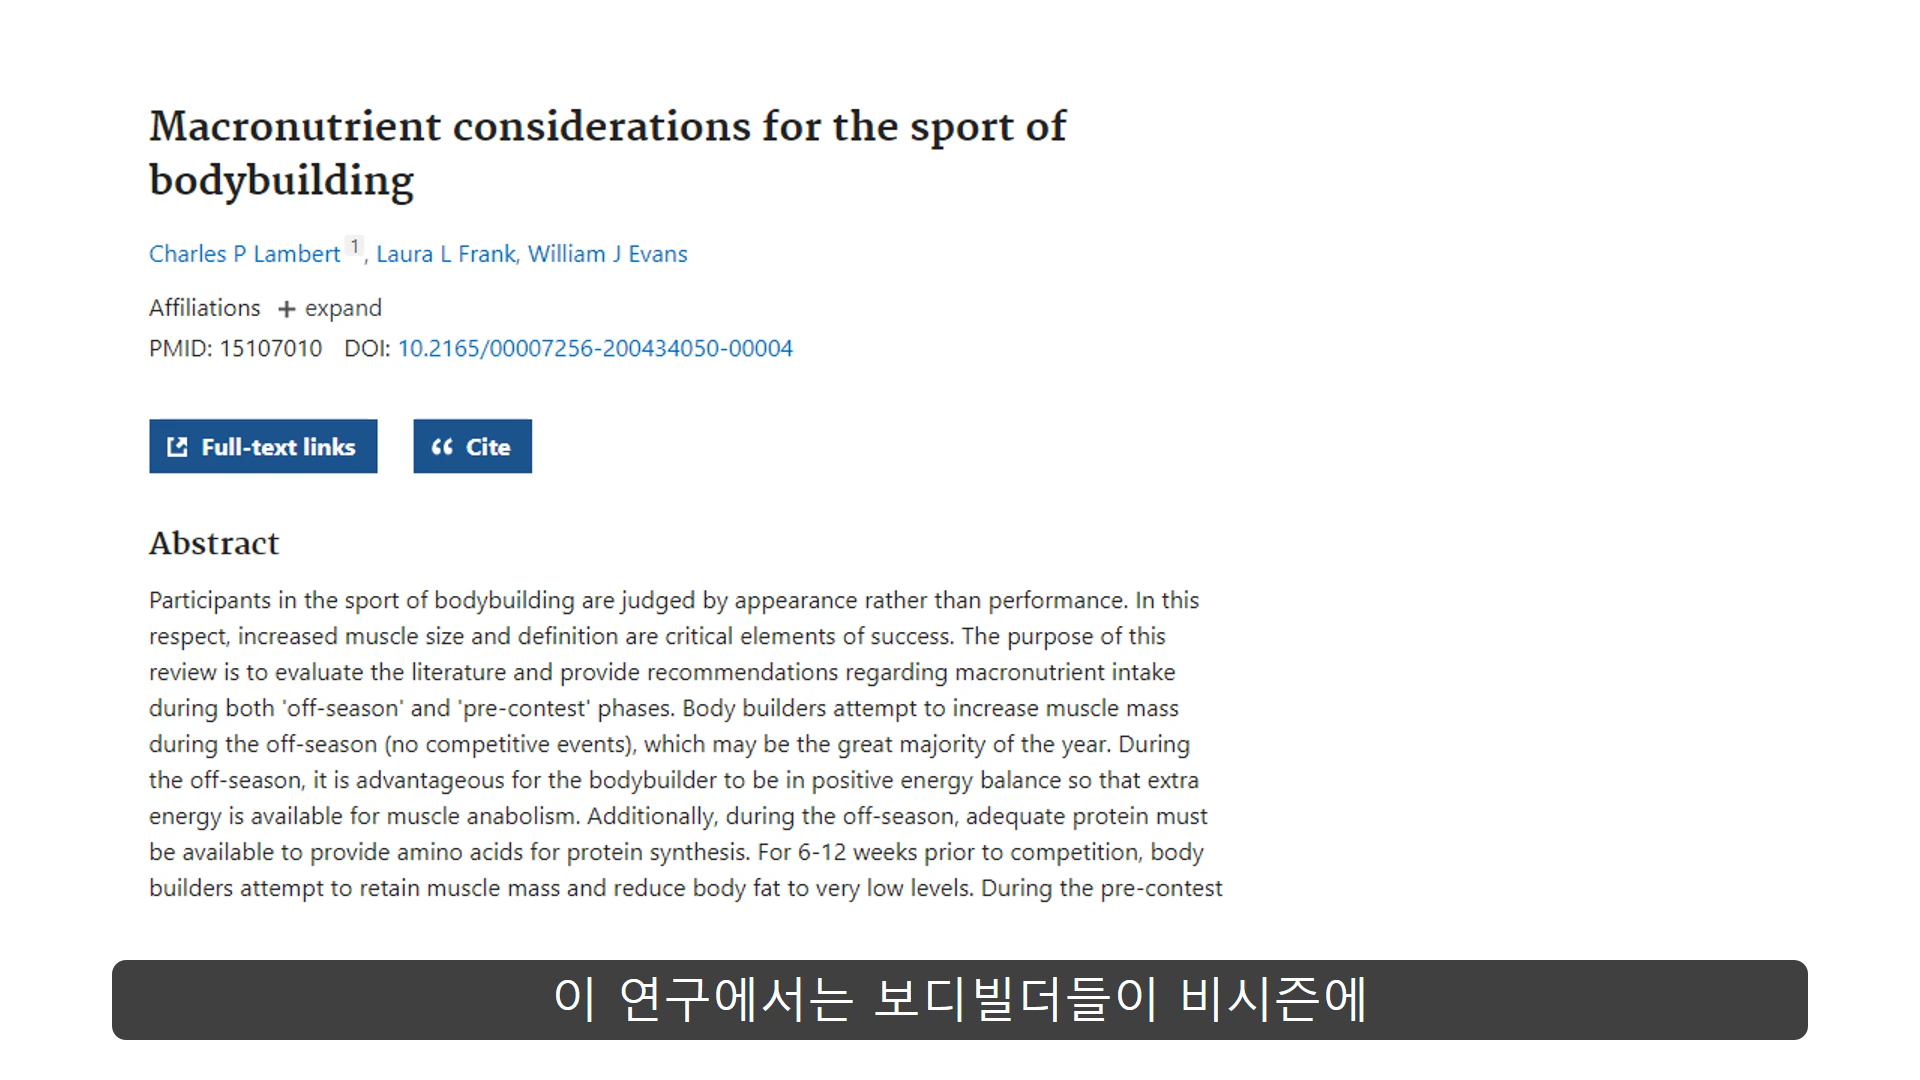 Macronutrient considerations for the sport of
bodybuilding
Charles P Lambert 1, Laura L Frank, William J Evans
Affiliations + expand
PMID: 15107010 DOI: 10.2165/00007256-200434050-00004
Full-text links
Cite
Abstract
Participants in the sport of bodybuilding are judged by appearance rather than performance. In this
respect, increased muscle size and definition are critical elements of success. The purpose of this
review is to evaluate the literature and provide recommendations regarding macronutrient intake
during both 'off-season' and 'pre-contest' phases. Body builders attempt to increase muscle mass
during the off-season (no competitive events), which may be the great majority of the year. During
the off-season, it is advantageous for the bodybuilder to be in positive energy balance so that extra
energy is available for muscle anabolism. Additionally, during the off-season, adequate protein must
be available to provide amino acids for protein synthesis. For 6-12 weeks prior to competition, body
builders attempt to retain muscle mass and reduce body fat to very low levels. During the pre-contest
이 연구에서는 보디빌더들이 비시즌에